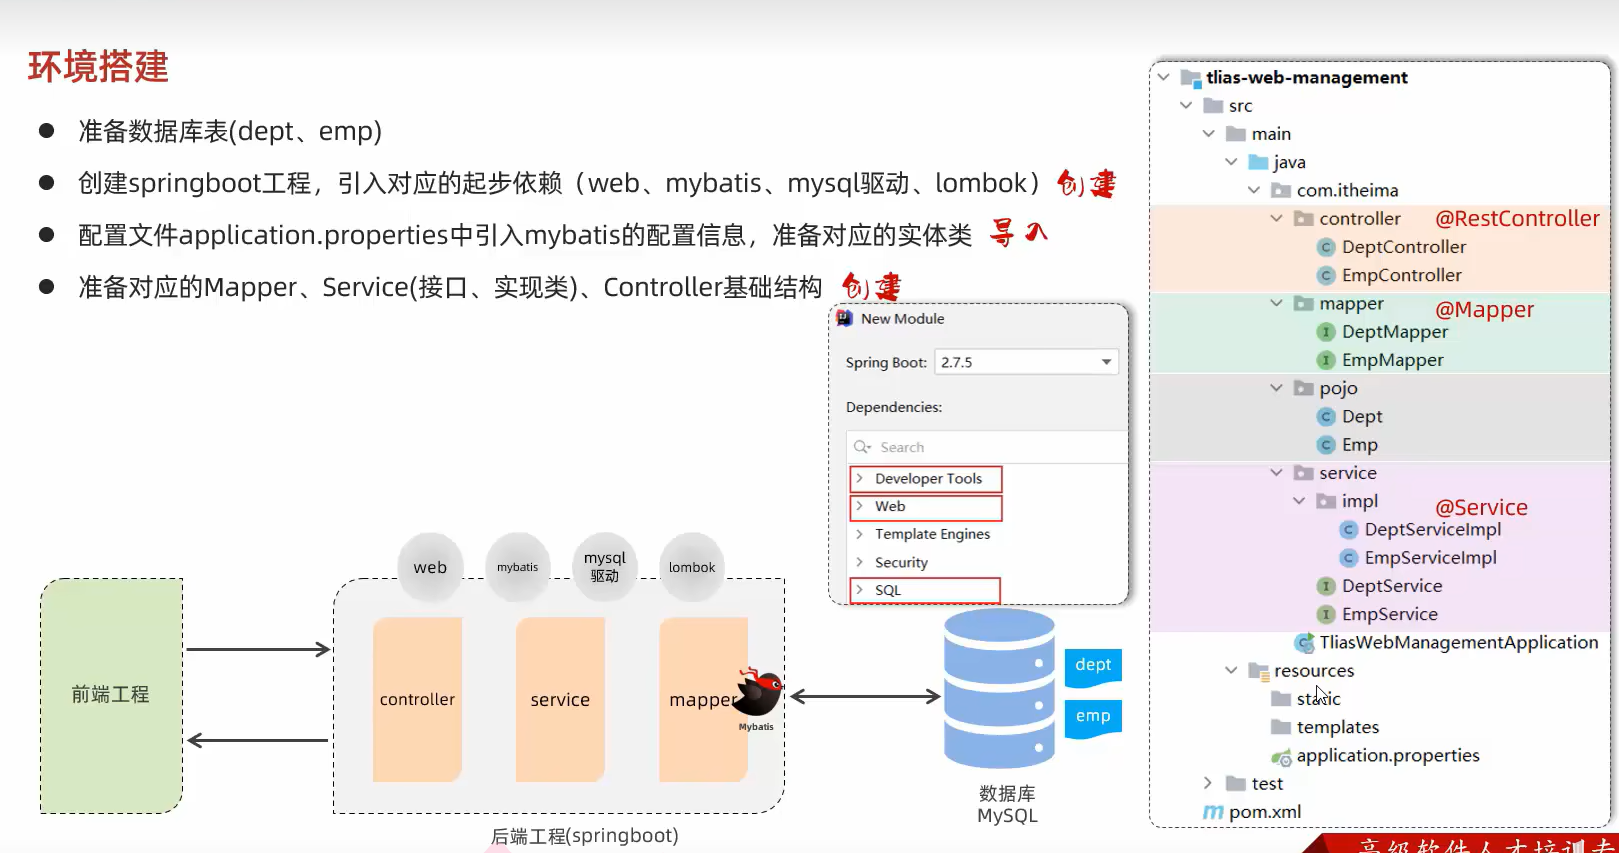 环境搭建
准备数据库表(dept、emp)
创建springboot工程，引入对应的起步依赖（web、mybatis、mysql驱动、lombok） 创建
配置文件application.properties中引入mybatis的配置信息，准备对应的实体类 导入
准备对应的Mapper、Service(接口、实现类)、Controller基础结构 创建
New Module
Spring Boot: 2.7.5
Dependencies:
Search
Developer Tools
Web
Template Engines
Security
SQL
web
mybatis
mysql
驱动
lombok
前端工程
controller
service
mapper
Mybatis
后端工程(springboot)
dept
emp
数据库
MySQL
tlias-web-management
src
main
java
com.itheima
controller @RestController
DeptController
EmpController
mapper @Mapper
DeptMapper
EmpMapper
pojo
Dept
Emp
service
impl @Service
DeptServiceImpl
EmpServiceImpl
DeptService
EmpService
TliasWebManagementApplication
resources
static
templates
application.properties
test
pom.xml
高级软件人才培训专